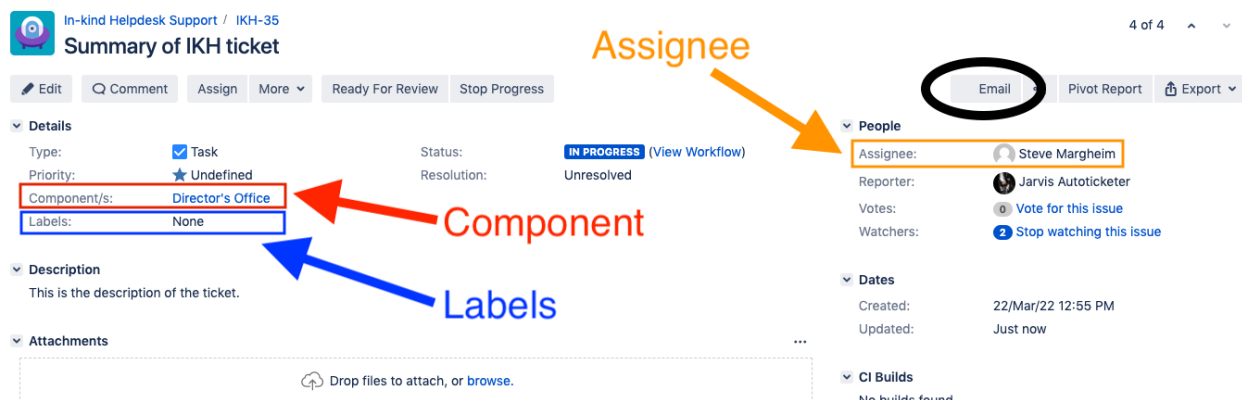 In-kind Helpdesk Support / IKH-35
Summary of IKH ticket
4 of 4
Assignee
Edit Comment Assign More Ready For Review Stop Progress
Email Pivot Report Export
Details
Type: Task
Priority: Undefined
Component/s: Director's Office
Labels: None
Status: IN PROGRESS (View Workflow)
Resolution: Unresolved
Component
Labels
Description
This is the description of the ticket.
Attachments
Drop files to attach, or browse.
People
Assignee: Steve Margheim
Reporter: Jarvis Autoticketer
Votes: 0 Vote for this issue
Watchers: 2 Stop watching this issue
Dates
Created: 22/Mar/22 12:55 PM
Updated: Just now
CI Builds
No builds found